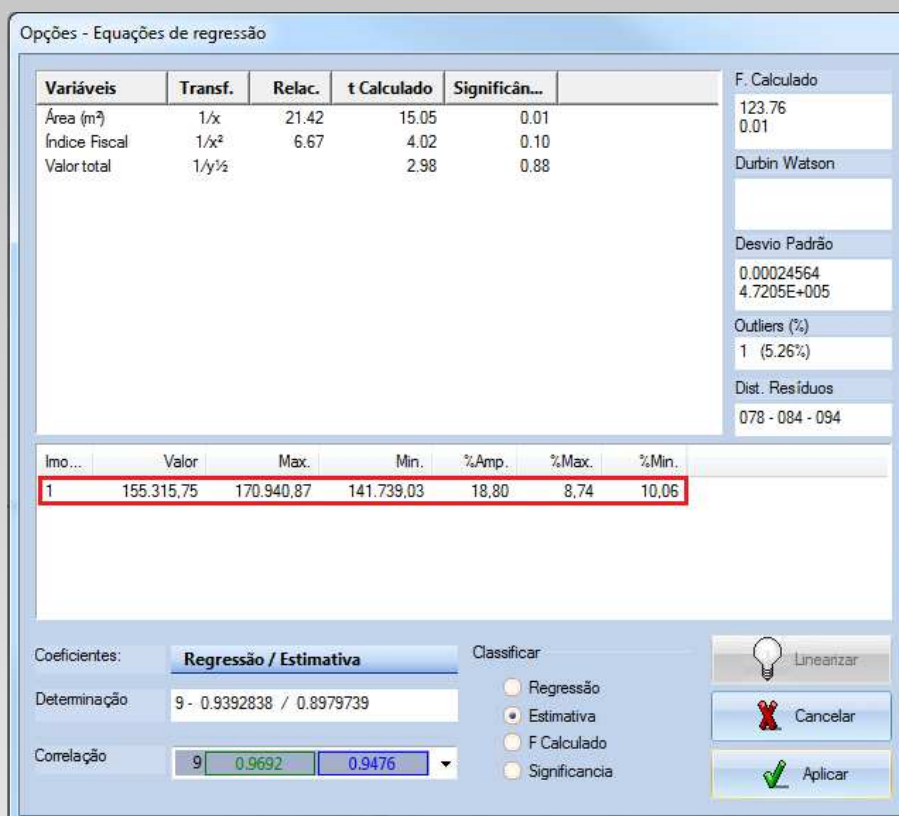 Opções - Equações de regressão
Variáveis Transf. Relac. t Calculado Significân...
Área (m²) 1/x 21.42 15.05 0.01
Índice Fiscal 1/x² 6.67 4.02 0.10
Valor total 1/y½ 2.98 0.88
F. Calculado
123.76
0.01
Durbin Watson
Desvio Padrão
0.00024564
4.7205E+005
Outliers (%)
1 (5.26%)
Dist. Resíduos
078 - 084 - 094
Imo... Valor Max. Min. %Amp. %Max. %Min.
1 155.315,75 170.940,87 141.739,03 18,80 8,74 10,06
Coeficientes: Regressão / Estimativa
Determinação 9 - 0.9392838 / 0.8979739
Correlação 9 0.9692 0.9476
Classificar
Regressão
Estimativa
F Calculado
Significancia
Linearizar
Cancelar
Aplicar